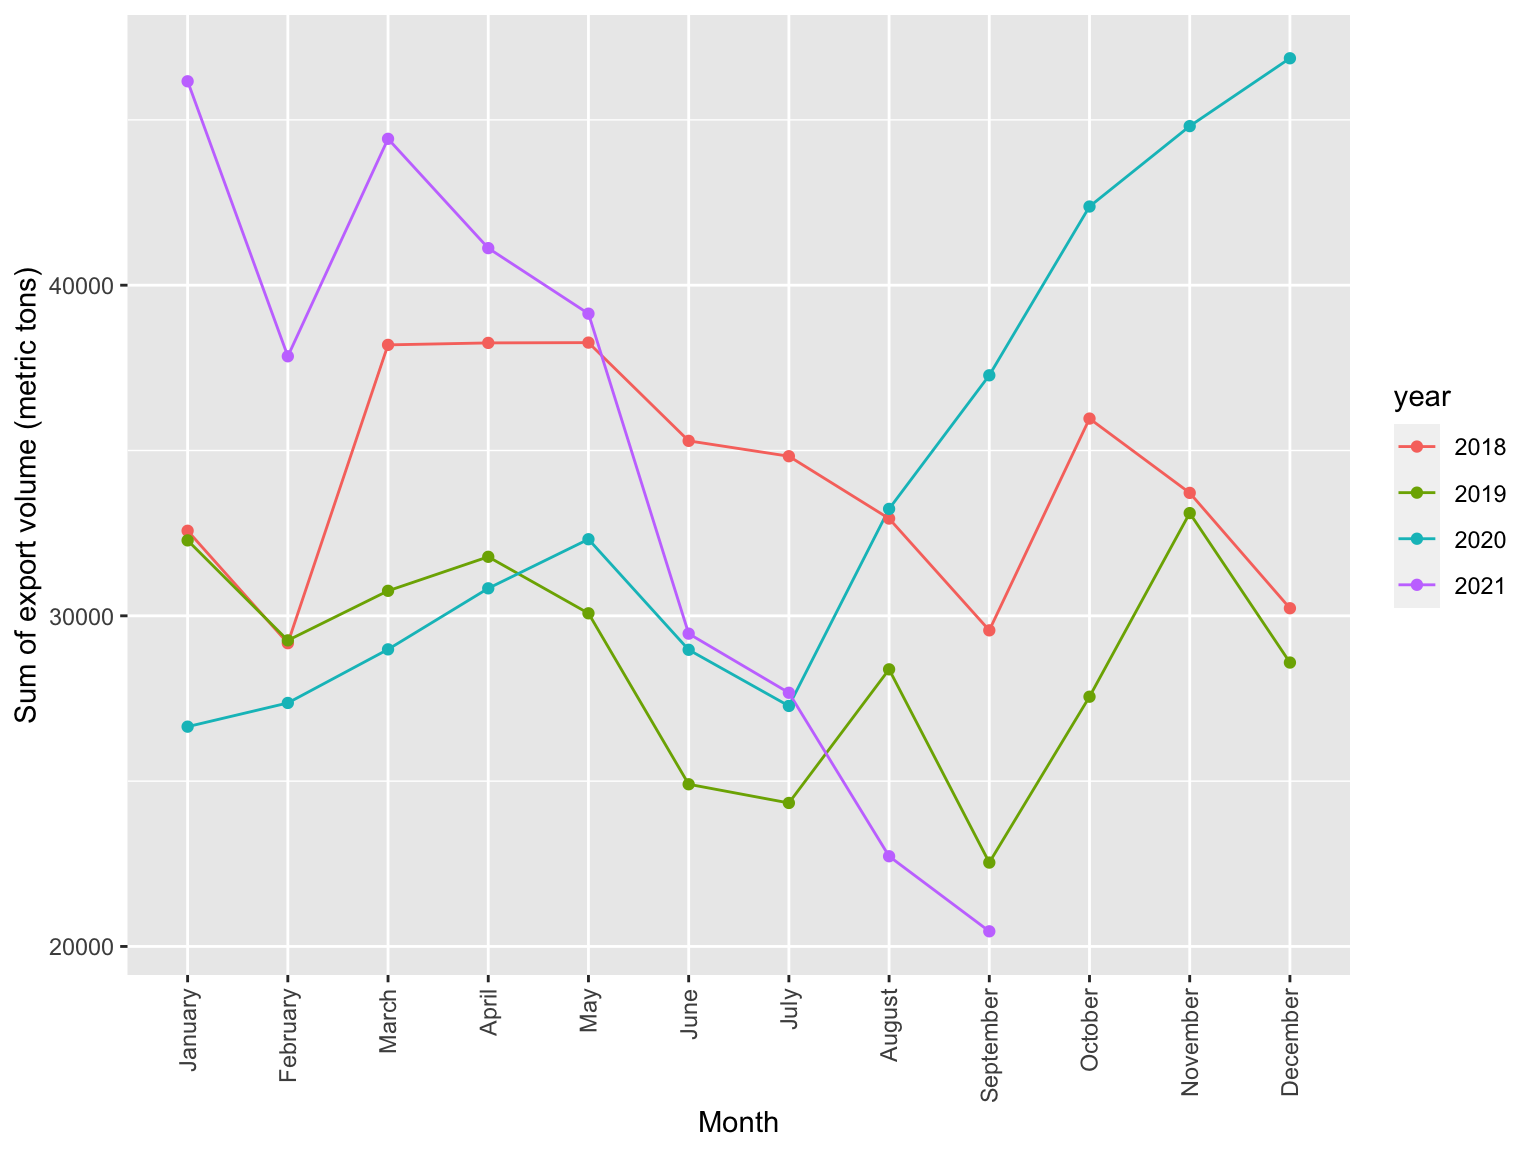 Sum of export volume (metric tons)
40000
30000
20000
January
February
March
April
May
June
July
August
September
October
November
December
Month
year
2018
2019
2020
2021